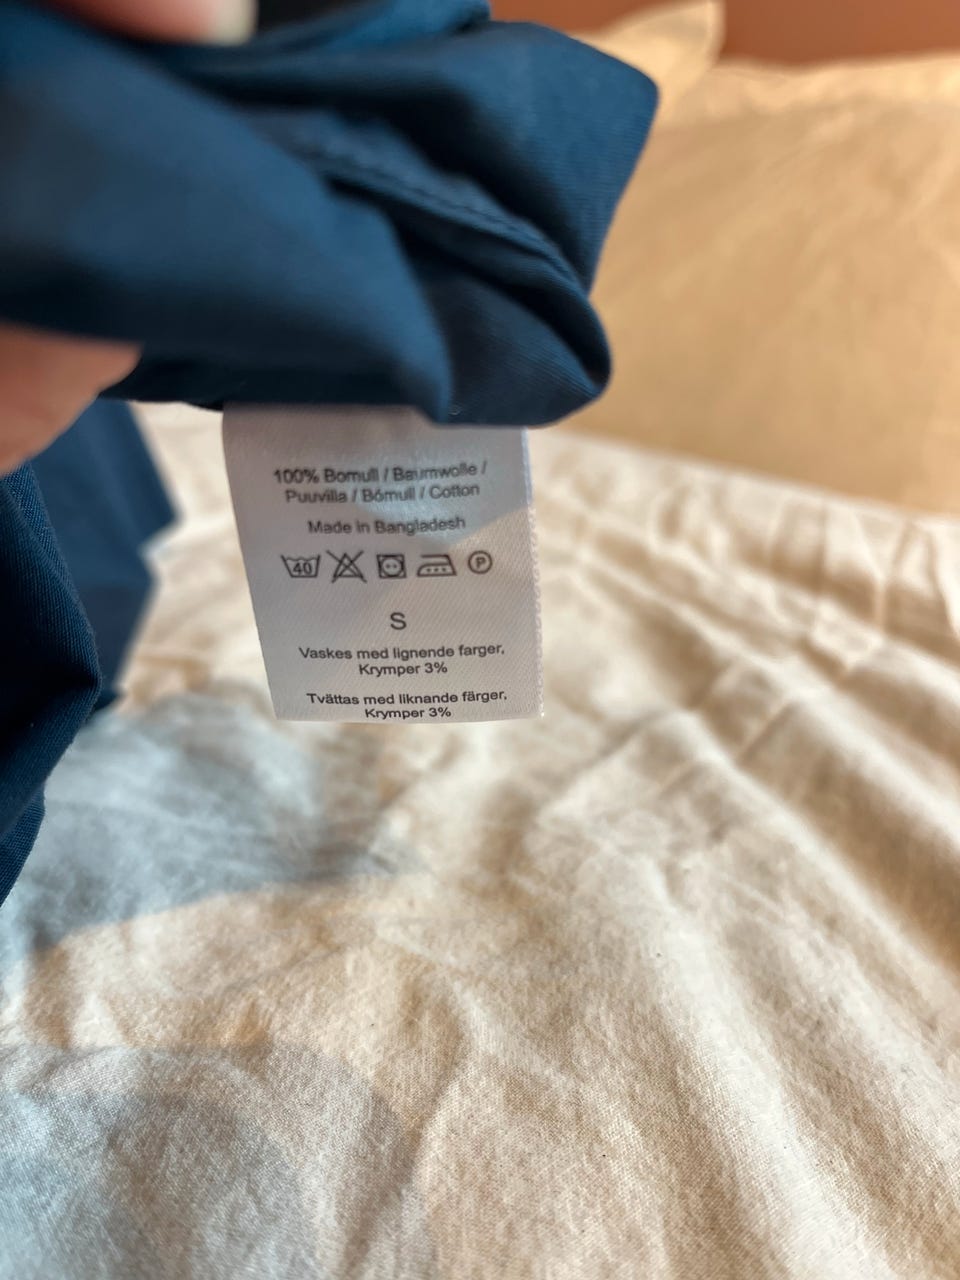 100% Bomull / Baumwolle /
Puuvilla / Bómull / Cotton
Made in Bangladesh
40 P
S
Vaskes med lignende farger,
Krymper 3%
Tvättas med liknande färger,
Krymper 3%